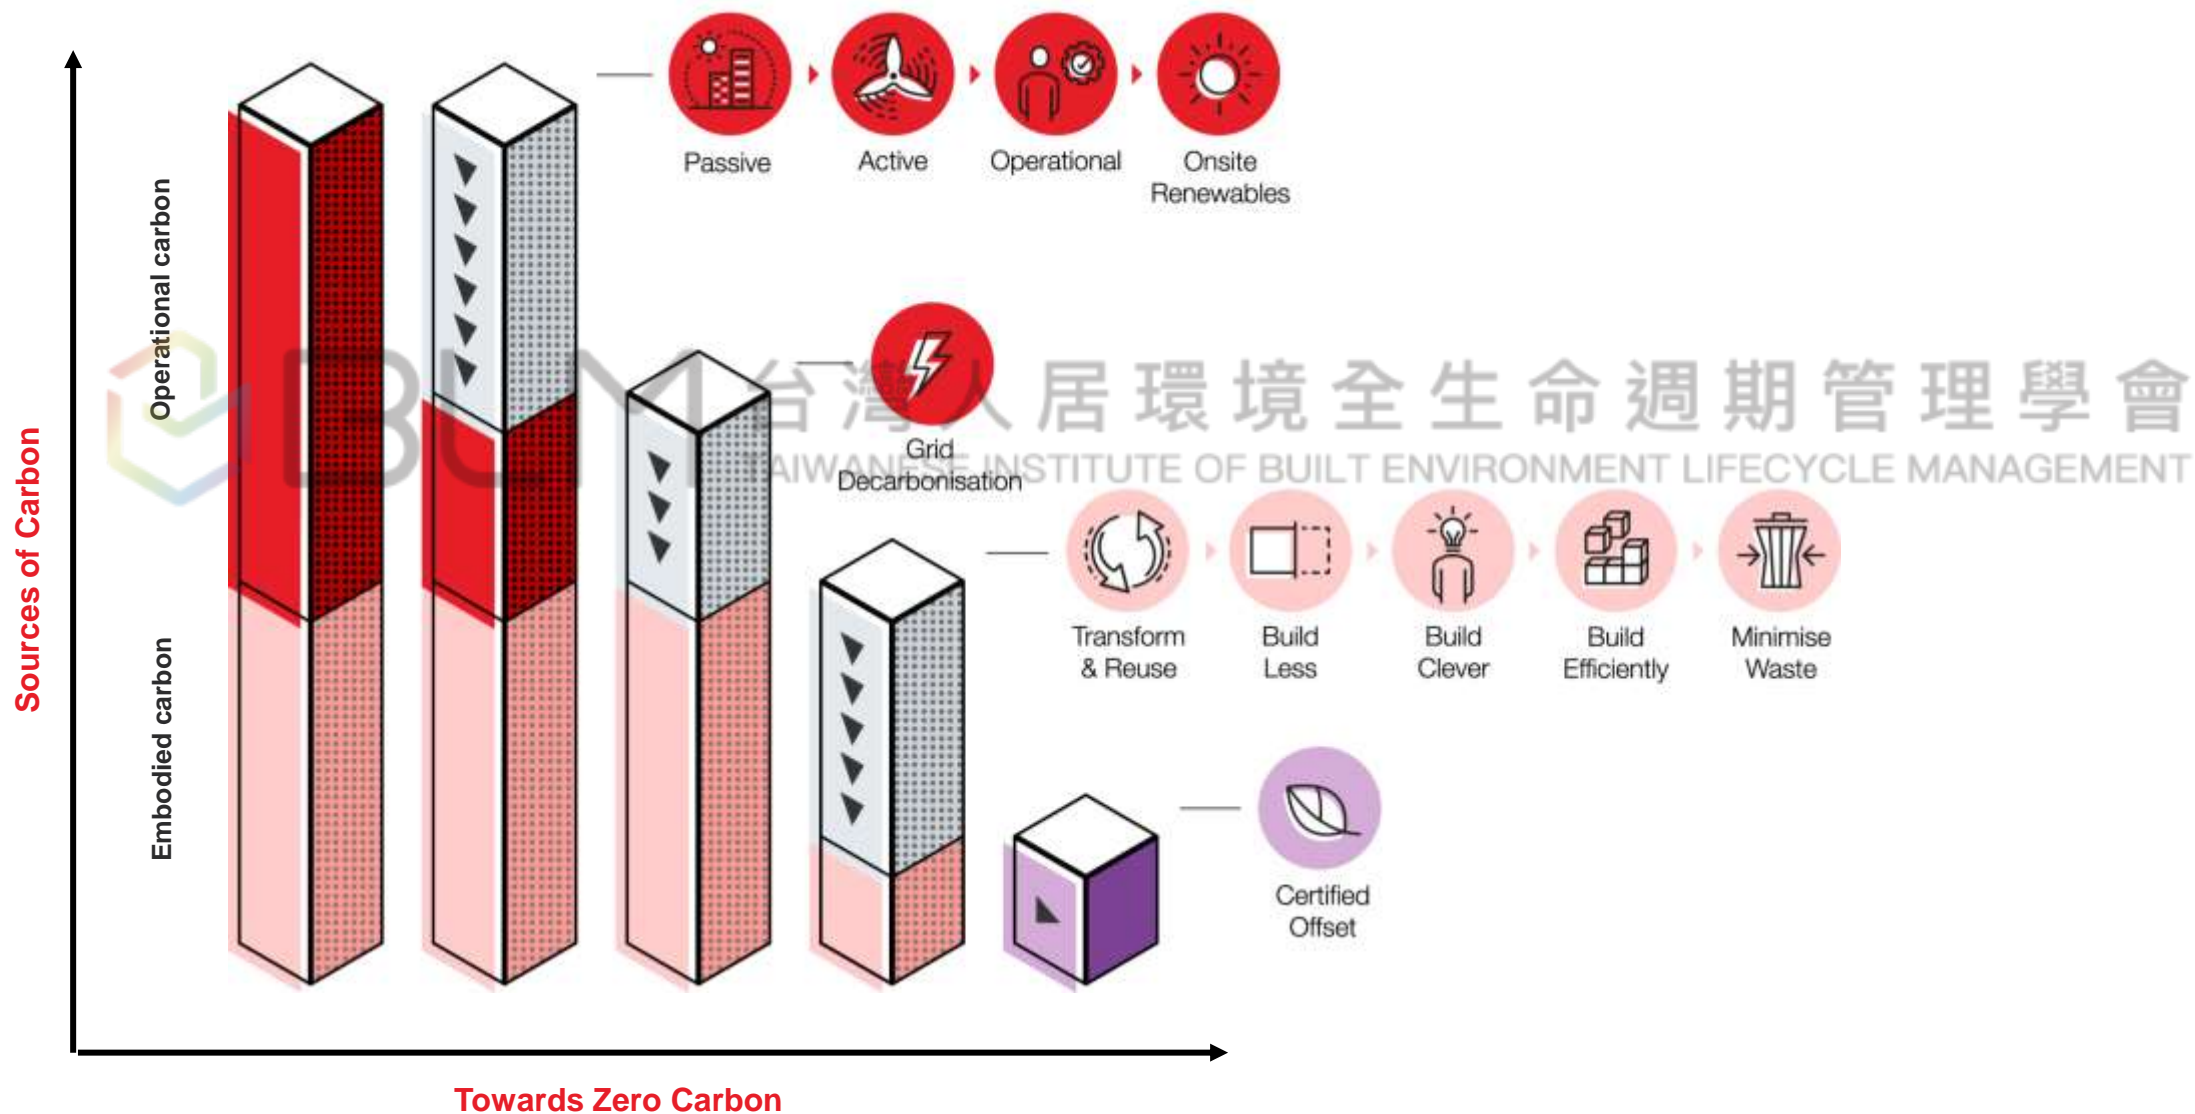 Passive
Active
Operational
Onsite
Renewables
Operational carbon
BLM
台灣人居環境全生命週期管理學會
TAIWANESE INSTITUTE OF BUILT ENVIRONMENT LIFECYCLE MANAGEMENT
Grid
Decarbonisation
Sources of Carbon
Transform
& Reuse
Build
Less
Build
Clever
Build
Efficiently
Minimise
Waste
Embodied carbon
Certified
Offset
Towards Zero Carbon